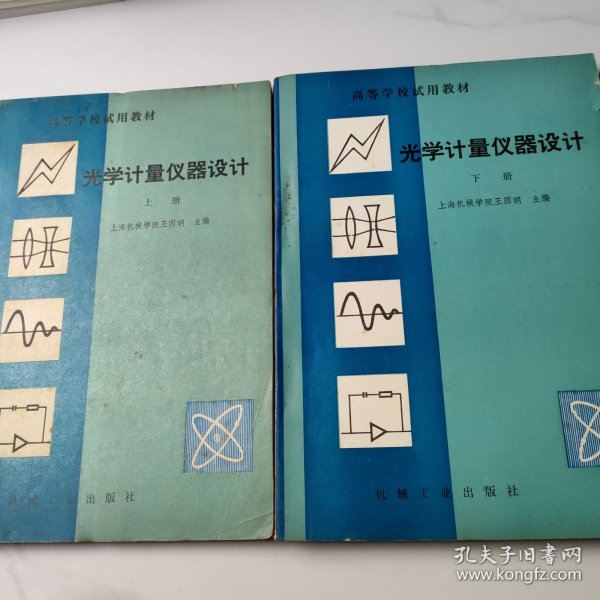 高等学校试用教材
光学计量仪器设计
上册
上海机械学院王因明 主编
机械工业出版社
高等学校试用教材
光学计量仪器设计
下册
上海机械学院王因明 主编
机械工业出版社
孔夫子旧书网
www.kongfz.com